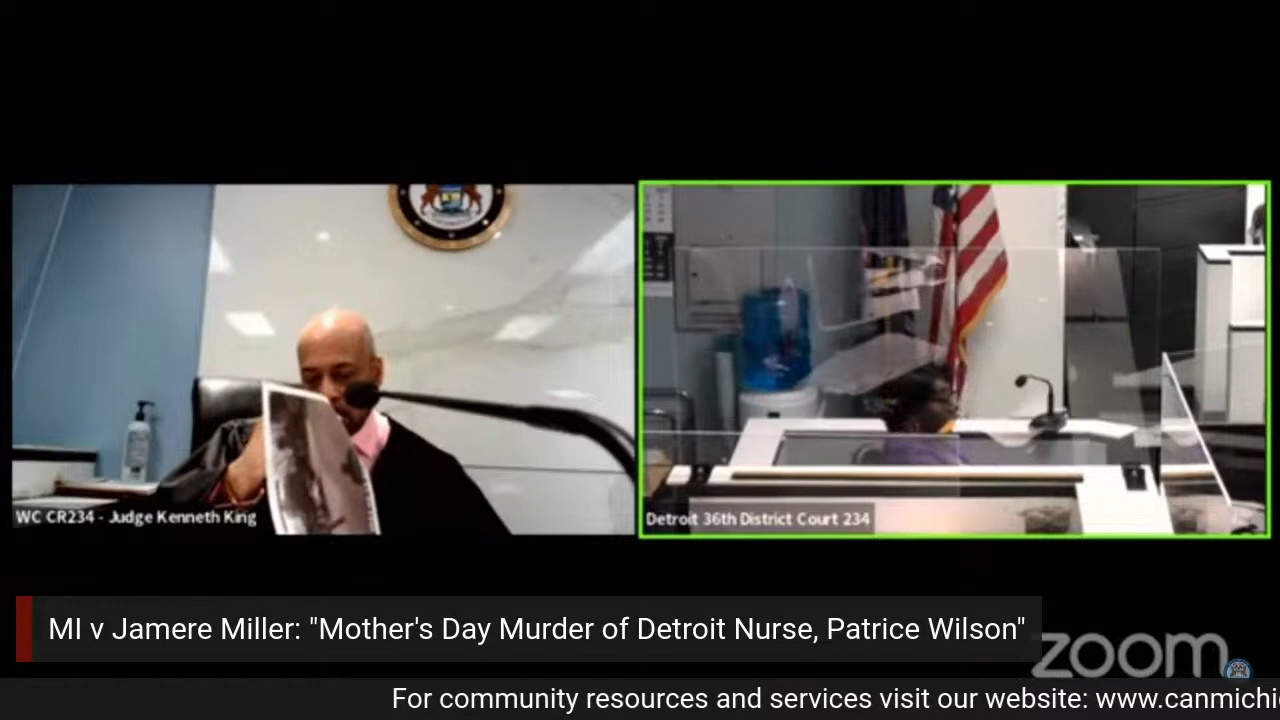 WC CR234 - Judge Kenneth King
Detroit 36th District Court 234
MI v Jamere Miller: "Mother's Day Murder of Detroit Nurse, Patrice Wilson"
zoom
For community resources and services visit our website: www.canmichi